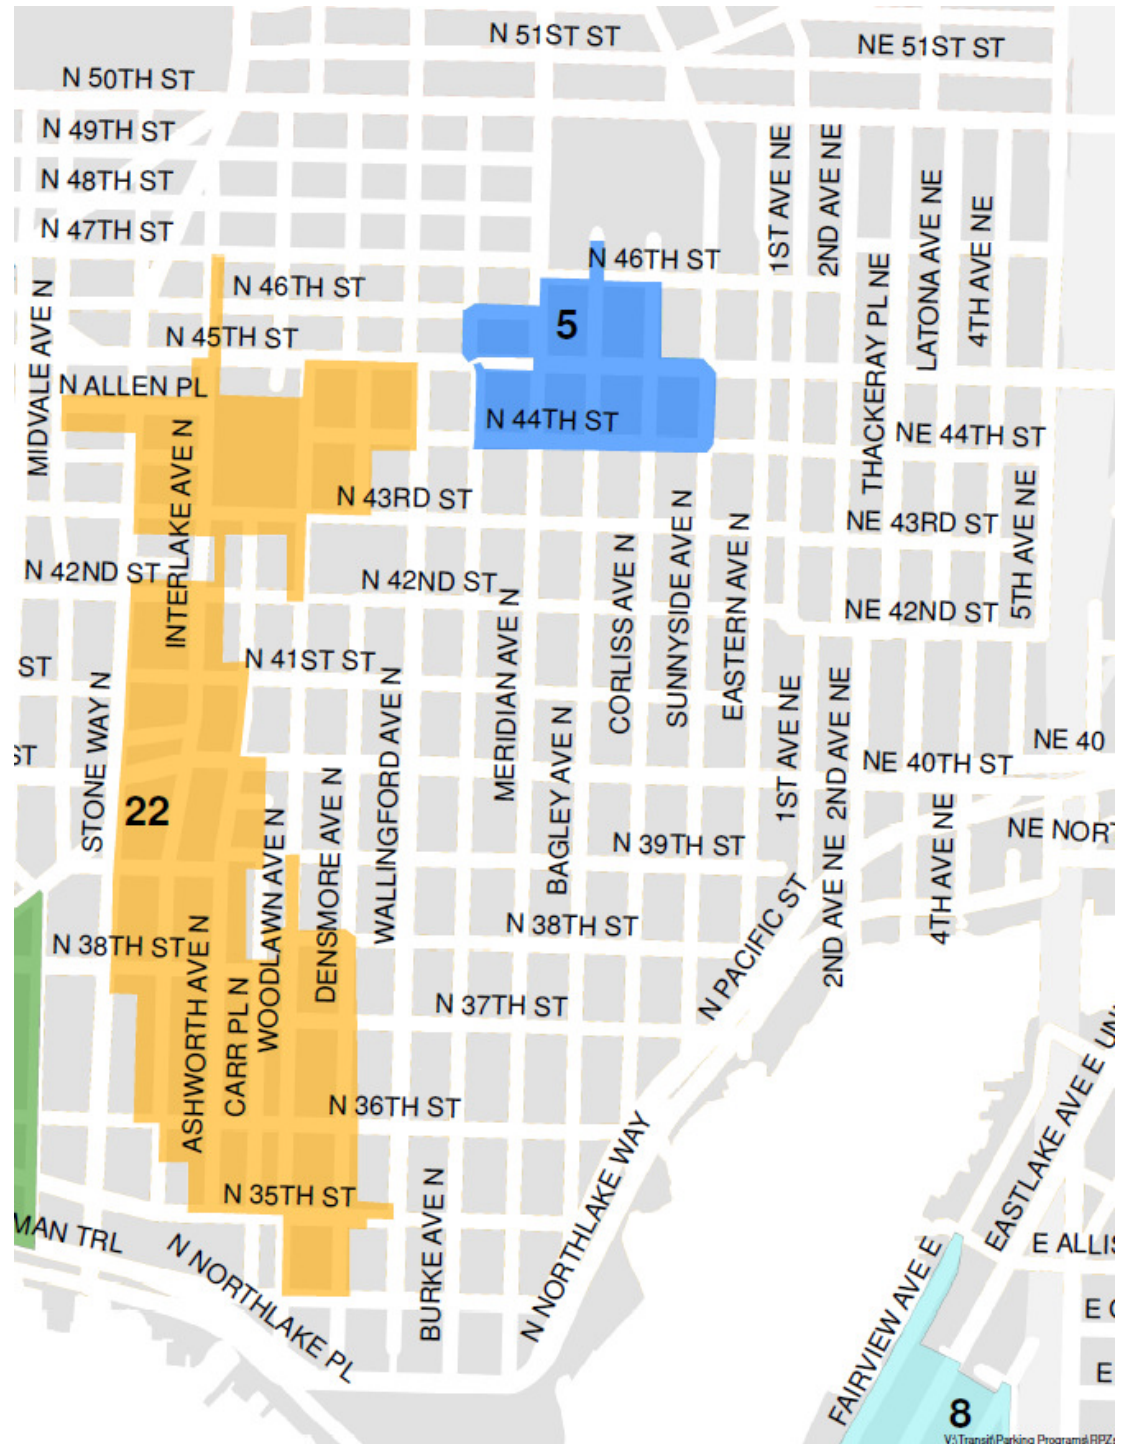 N 51ST ST
NE 51ST ST
N 50TH ST
N 49TH ST
N 48TH ST
N 47TH ST
1ST AVE NE
2ND AVE NE
LATONA AVE NE
4TH AVE NE
THACKERAY PL NE
N 46TH ST
N 46TH ST
MIDVALE AVE N
N 45TH ST
5
N ALLEN PL
N 44TH ST
NE 44TH ST
INTERLAKE AVE N
N 43RD ST
NE 43RD ST
5TH AVE NE
N 42ND ST
N 42ND ST
NE 42ND ST
MERIDIAN AVE N
CORLISS AVE N
SUNNYSIDE AVE N
EASTERN AVE N
ST
N 41ST ST
STONE WAY N
WALLINGFORD AVE N
BAGLEY AVE N
1ST AVE NE
2ND AVE NE
ST
NE 40TH ST
NE 40
22
DENSMORE AVE N
WOODLAWN AVE N
N 39TH ST
2ND AVE NE
4TH AVE NE
NE NORT
N 38TH ST
N 38TH ST
ASHWORTH AVE N
CARR PL N
N PACIFIC ST
N 37TH ST
N 36TH ST
N 35TH ST
BURKE AVE N
N NORTHLAKE WAY
EASTLAKE AVE E
UN
MAN TRL
N NORTHLAKE PL
E ALLIS
FAIRVIEW AVE E
E
E
8
V:\Transit\Parking Programs\RPZs